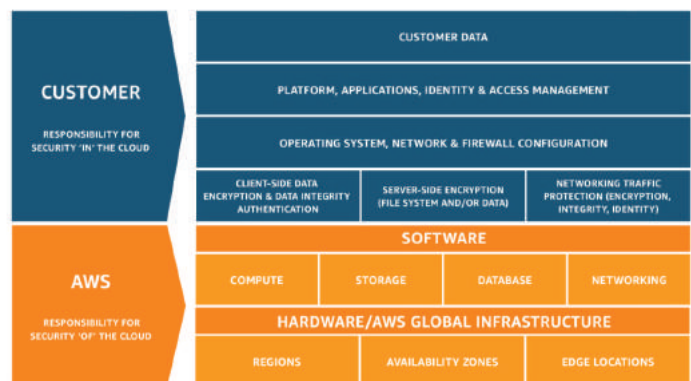 CUSTOMER
RESPONSIBILITY FOR
SECURITY 'IN' THE CLOUD
CUSTOMER DATA
PLATFORM, APPLICATIONS, IDENTITY & ACCESS MANAGEMENT
OPERATING SYSTEM, NETWORK & FIREWALL CONFIGURATION
CLIENT-SIDE DATA
ENCRYPTION & DATA INTEGRITY
AUTHENTICATION
SERVER-SIDE ENCRYPTION
(FILE SYSTEM AND/OR DATA)
NETWORKING TRAFFIC
PROTECTION (ENCRYPTION,
INTEGRITY, IDENTITY)
AWS
RESPONSIBILITY FOR
SECURITY 'OF' THE CLOUD
SOFTWARE
COMPUTE
STORAGE
DATABASE
NETWORKING
HARDWARE/AWS GLOBAL INFRASTRUCTURE
REGIONS
AVAILABILITY ZONES
EDGE LOCATIONS